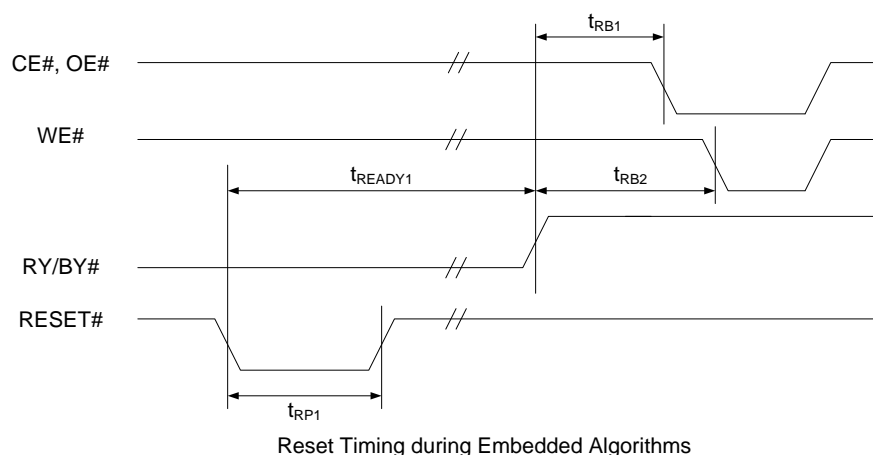 tRB1
CE#, OE#
WE#
tREADY1
tRB2
RY/BY#
RESET#
tRP1
Reset Timing during Embedded Algorithms